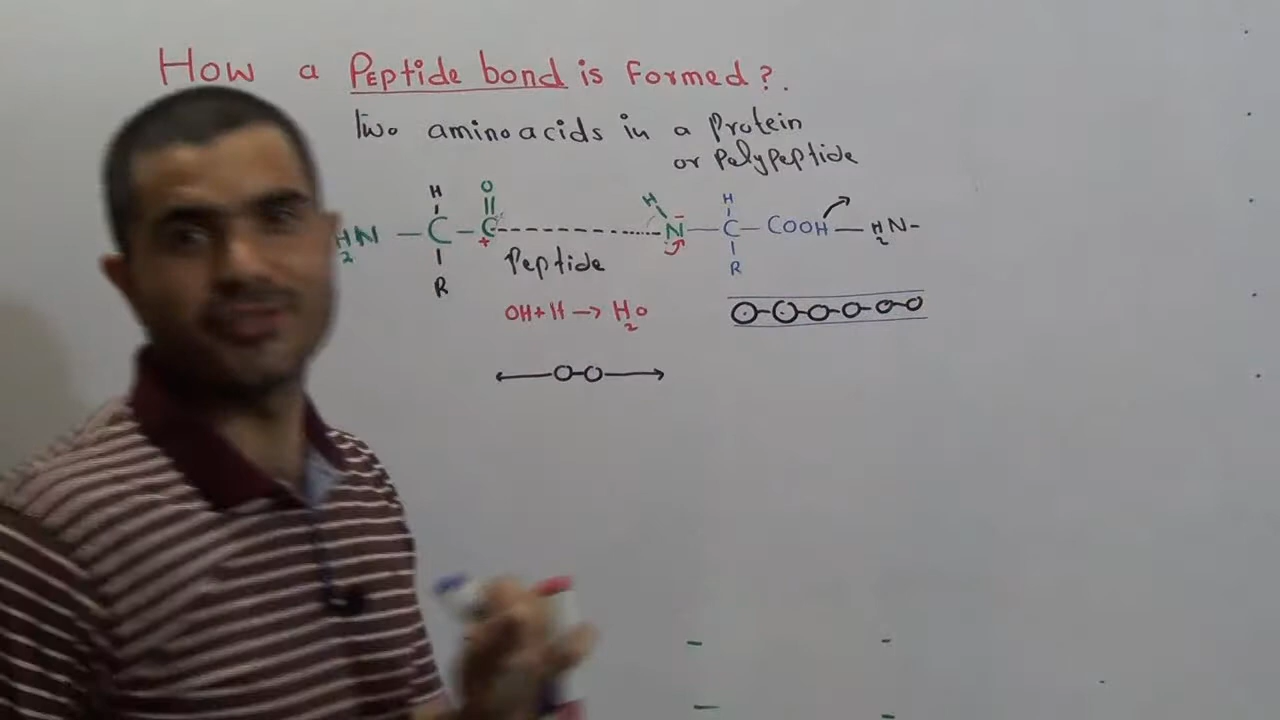 How a Peptide bond is Formed?
Two amino acids in a Protein
or Polypeptide
H O H H
H2N — C — C ------------ N — C — COOH — H2N-
+ −
R R
Peptide
OH + H → H2O